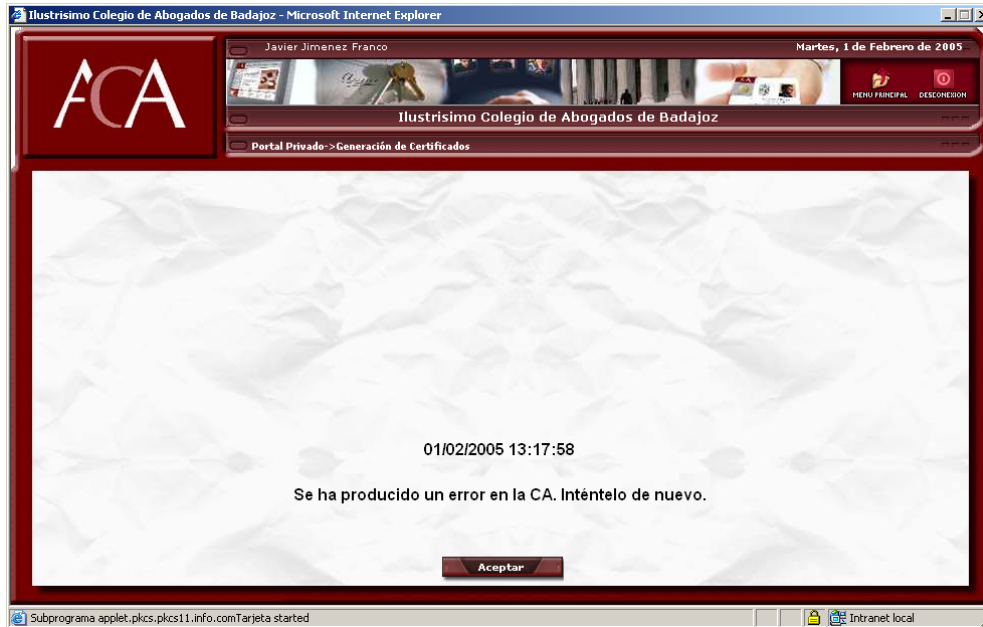 Ilustrisimo Colegio de Abogados de Badajoz - Microsoft Internet Explorer
ACA
Javier Jimenez Franco
Martes, 1 de Febrero de 2005
MENU PRINCIPAL
DESCONEXION
Ilustrisimo Colegio de Abogados de Badajoz
Portal Privado->Generación de Certificados
01/02/2005 13:17:58
Se ha producido un error en la CA. Inténtelo de nuevo.
Aceptar
Subprograma applet.pkcs.pkcs11.info.comTarjeta started
Intranet local